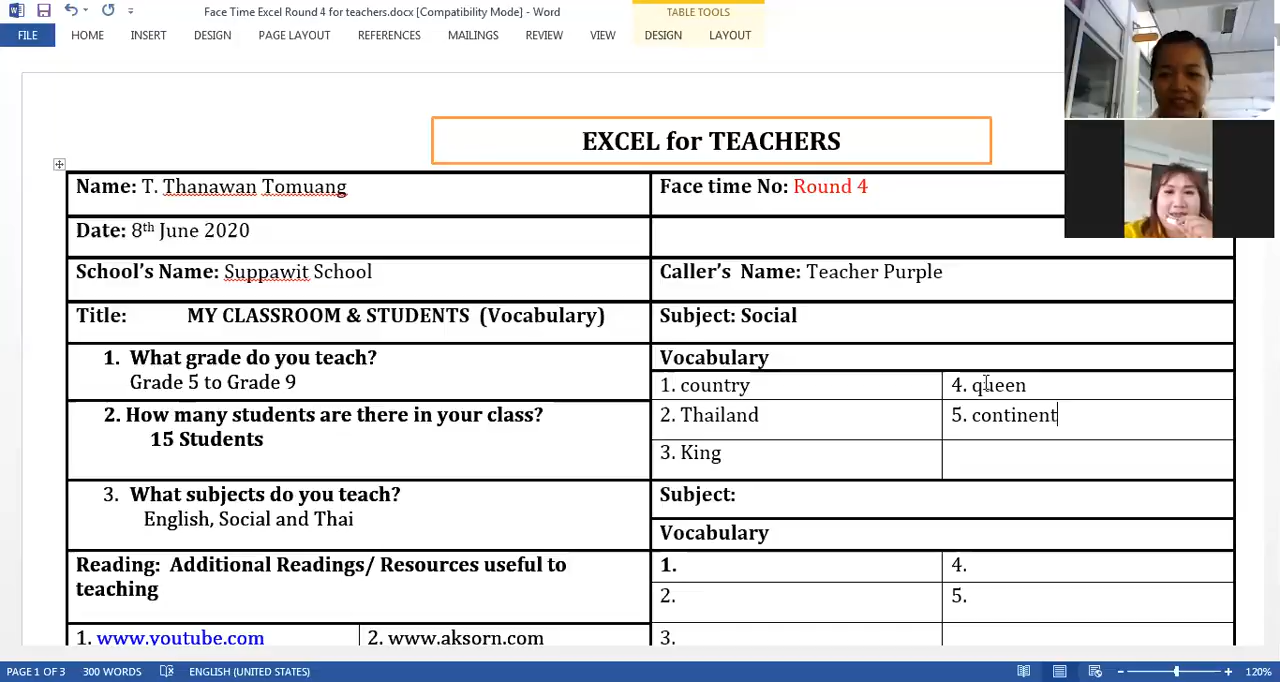 Face Time Excel Round 4 for teachers.docx [Compatibility Mode] - Word
TABLE TOOLS
FILE HOME INSERT DESIGN PAGE LAYOUT REFERENCES MAILINGS REVIEW VIEW DESIGN LAYOUT
EXCEL for TEACHERS
Name: T. Thanawan Tomuang
Face time No: Round 4
Date: 8th June 2020
School's Name: Suppawit School
Caller's Name: Teacher Purple
Title: MY CLASSROOM & STUDENTS (Vocabulary)
Subject: Social
1. What grade do you teach?
Grade 5 to Grade 9
Vocabulary
1. country
4. queen
2. How many students are there in your class?
15 Students
2. Thailand
5. continent
3. King
3. What subjects do you teach?
English, Social and Thai
Subject:
Vocabulary
Reading: Additional Readings/ Resources useful to
teaching
1.
4.
2.
5.
1. www.youtube.com
2. www.aksorn.com
3.
PAGE 1 OF 3 300 WORDS ENGLISH (UNITED STATES) 120%